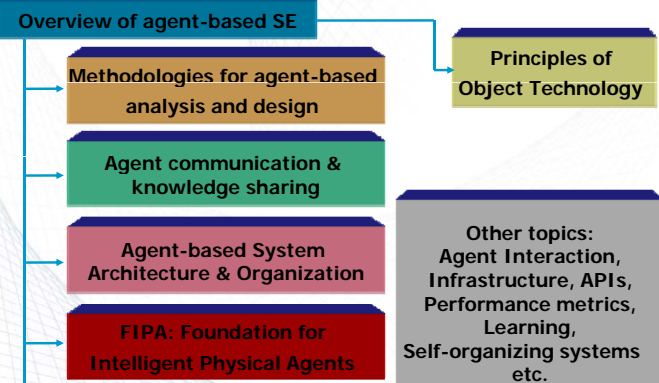 Overview of agent-based SE
Principles of
Object Technology
Methodologies for agent-based
analysis and design
Agent communication &
knowledge sharing
Agent-based System
Architecture & Organization
FIPA: Foundation for
Intelligent Physical Agents
Other topics:
Agent Interaction,
Infrastructure, APIs,
Performance metrics,
Learning,
Self-organizing systems
etc.